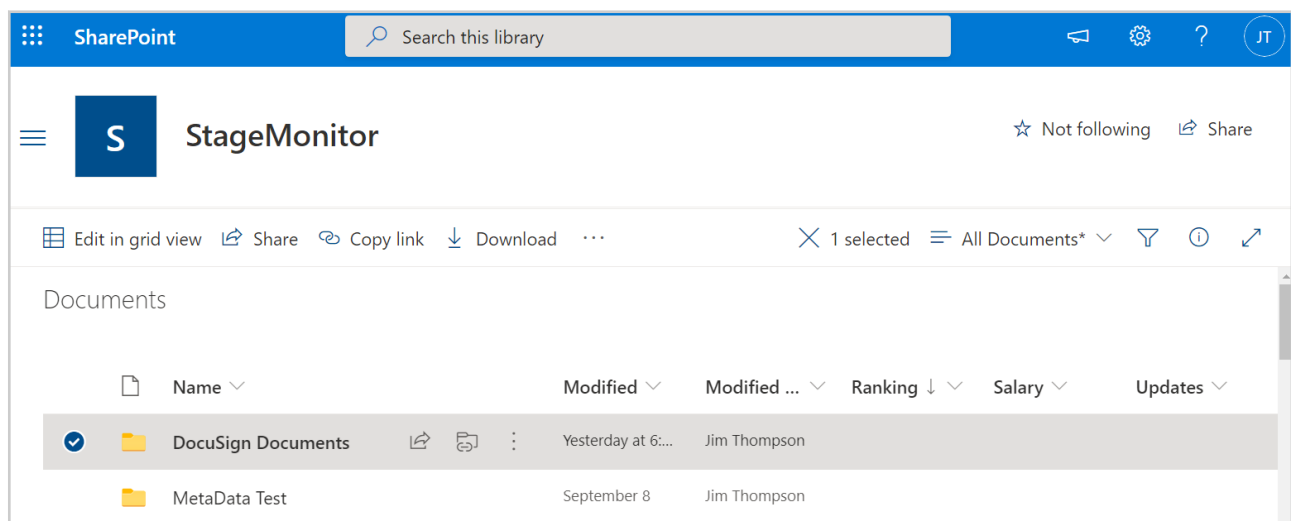 SharePoint Search this library ? JT
S StageMonitor Not following Share
Edit in grid view Share Copy link Download ... 1 selected All Documents*
Documents
Name Modified Modified ... Ranking Salary Updates
DocuSign Documents Yesterday at 6:... Jim Thompson
MetaData Test September 8 Jim Thompson